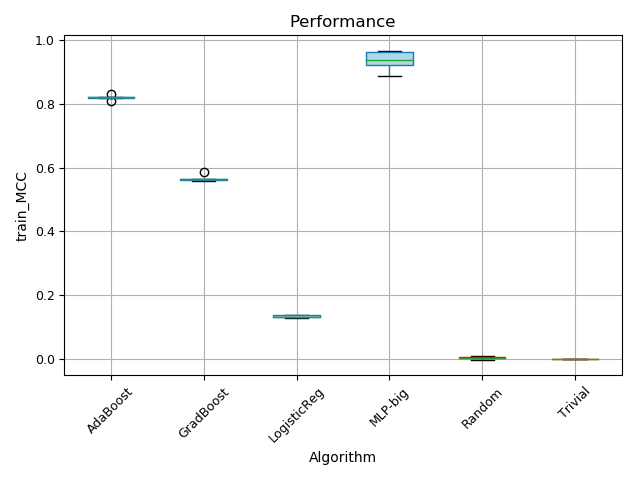 Performance
train_MCC
1.0
0.8
0.6
0.4
0.2
0.0
AdaBoost
GradBoost
LogisticReg
MLP-big
Random
Trivial
Algorithm